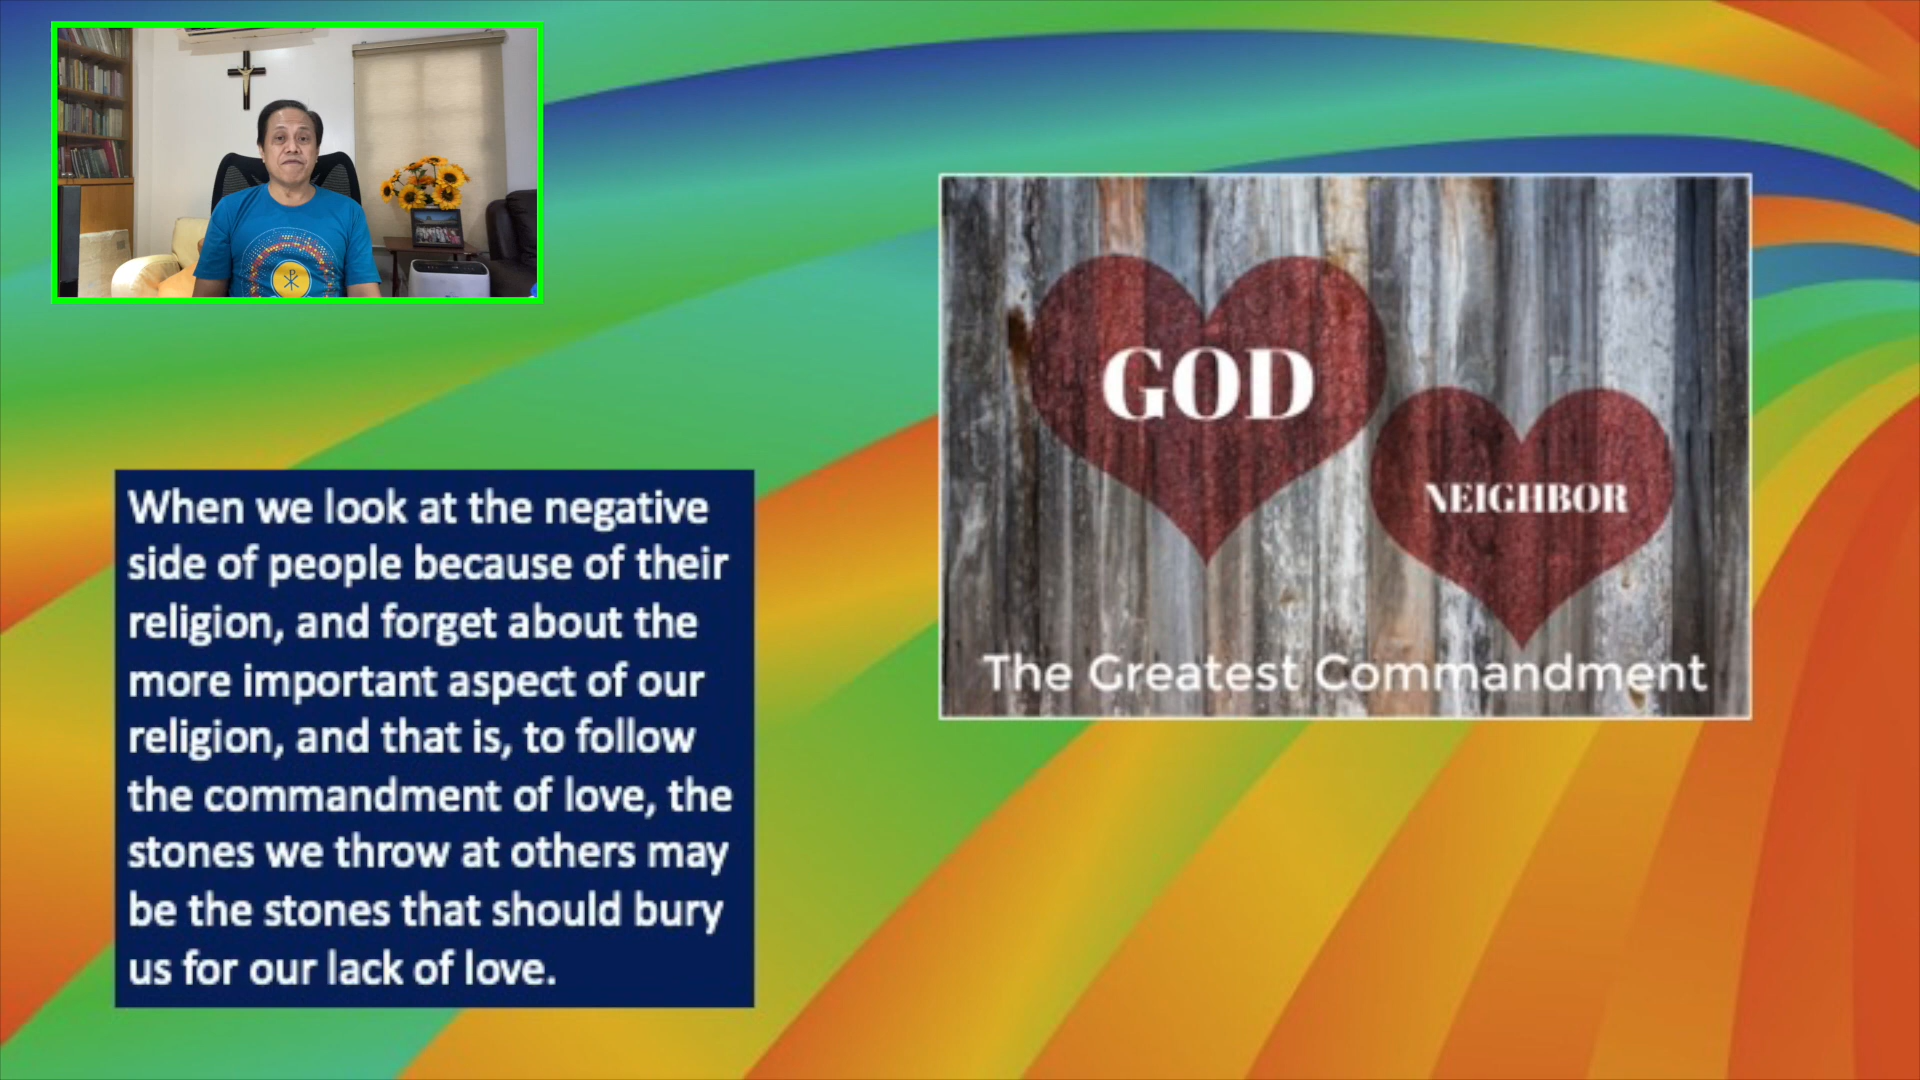 GOD
NEIGHBOR
The Greatest Commandment
When we look at the negative
side of people because of their
religion, and forget about the
more important aspect of our
religion, and that is, to follow
the commandment of love, the
stones we throw at others may
be the stones that should bury
us for our lack of love.